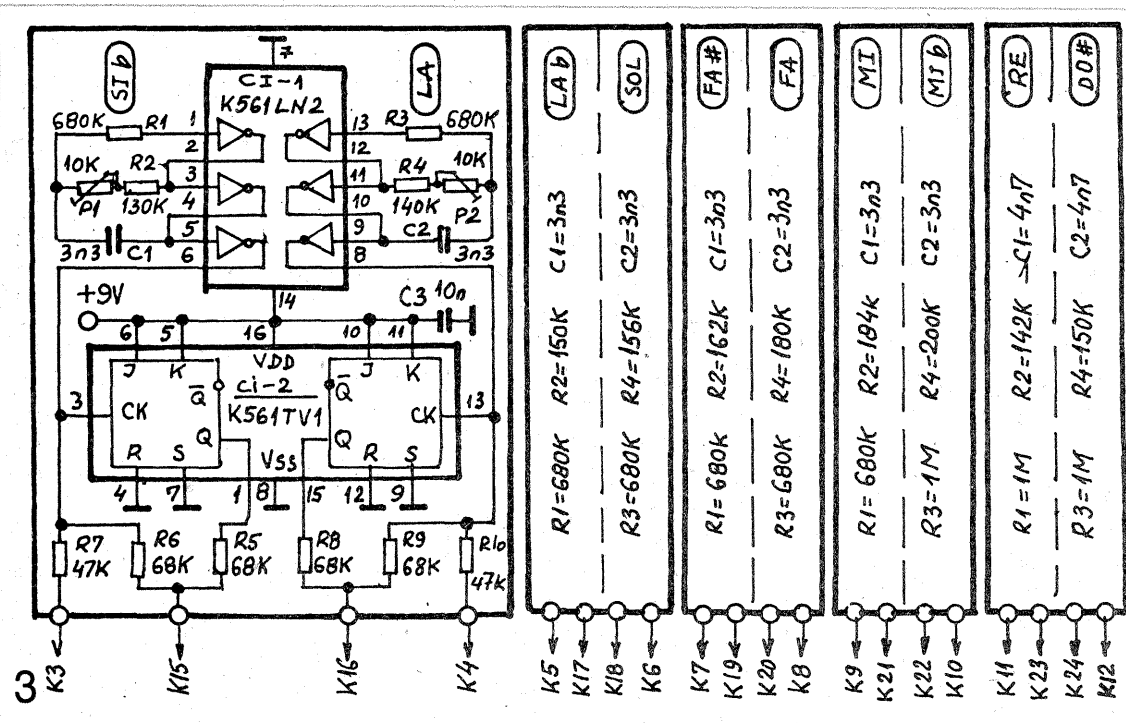 7
SI b
CI-1
K561LN2
LA
680K R1 1
13 R3 680K
2
12
10K R2 3
11 R4 10K
P1 130K 4
10 140K P2
5
9 C2
3n3 C1 6
8 3n3
+9V
14
C3 10n
6 5 16 10 11
VDD
J K
J K
Q
ci-2
Q
3 CK
K561TV1
CK 13
Q
Q
R S
VSS
R S
4 7 1 8 15 12 9
R7
47K
R6
68K
R5
68K
R8
68K
R9
68K
R10
47K
K3
K15
K16
K4
3
LA b
R1=680K R2=150K C1=3n3
SOL
R3=680K R4=156K C2=3n3
K5
K17
K18
K6
FA#
R1=680K R2=162K C1=3n3
FA
R3=680K R4=180K C2=3n3
K7
K19
K20
K8
MI
R1=680K R2=184K C1=3n3
MI b
R3=1M R4=200K C2=3n3
K9
K21
K22
K10
RE
R1=1M R2=142K C1=4n7
DO#
R3=1M R4=150K C2=4n7
K11
K23
K24
K12